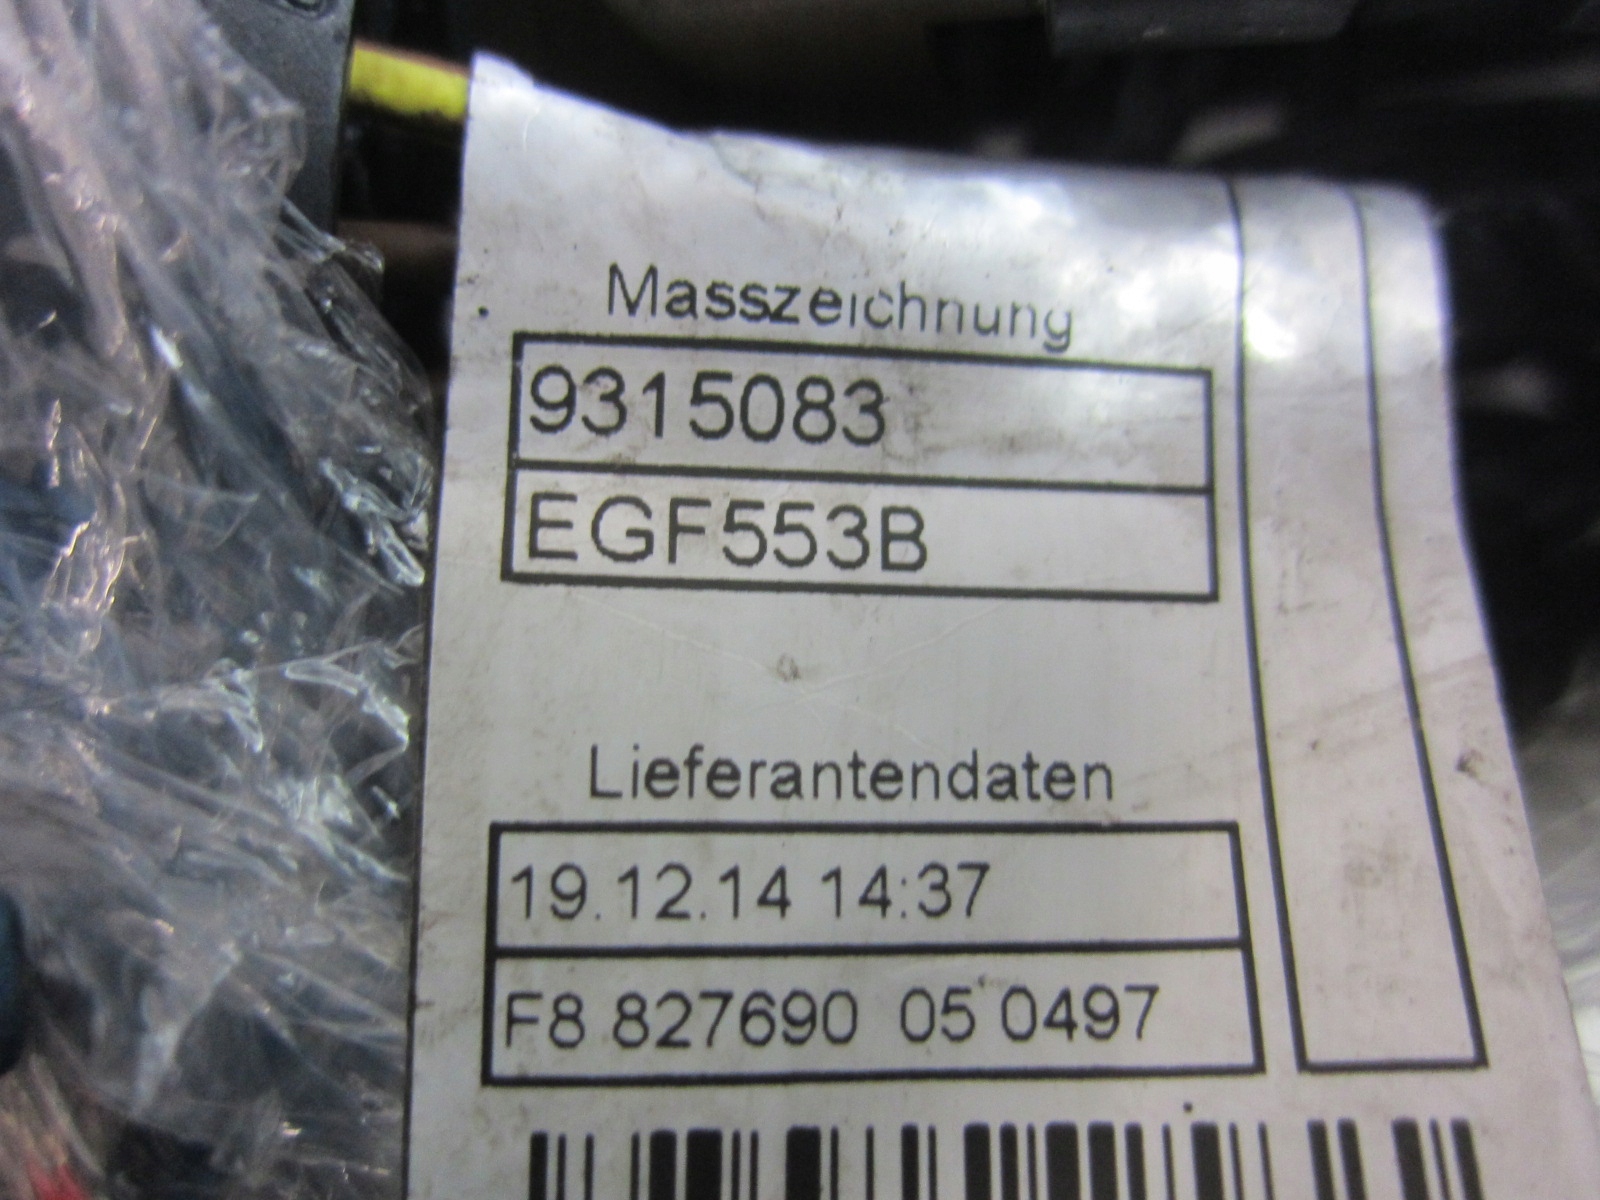 Masszeichnung
9315083
EGF553B
Lieferantendaten
19.12.14 14:37
F8 827690 05 0497